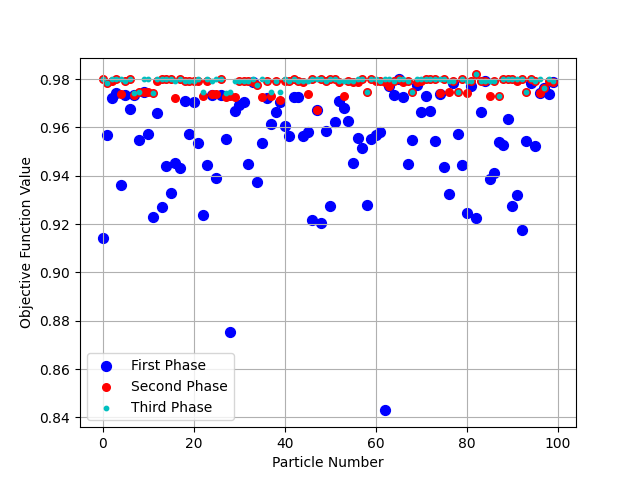 0.98
0.96
0.94
0.92
0.90
0.88
0.86
0.84
Objective Function Value
First Phase
Second Phase
Third Phase
0
20
40
60
80
100
Particle Number